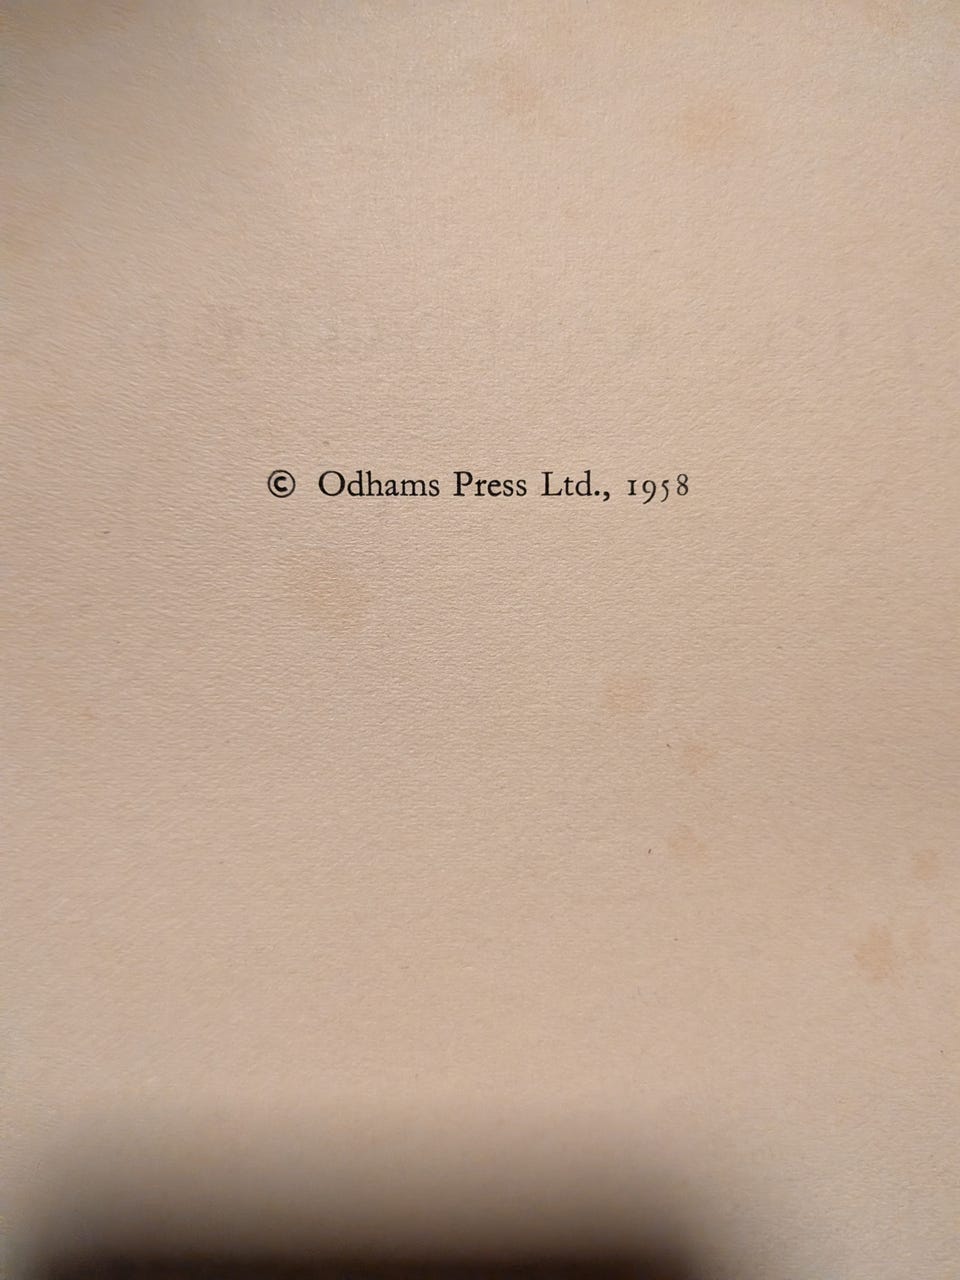 © Odhams Press Ltd., 1958